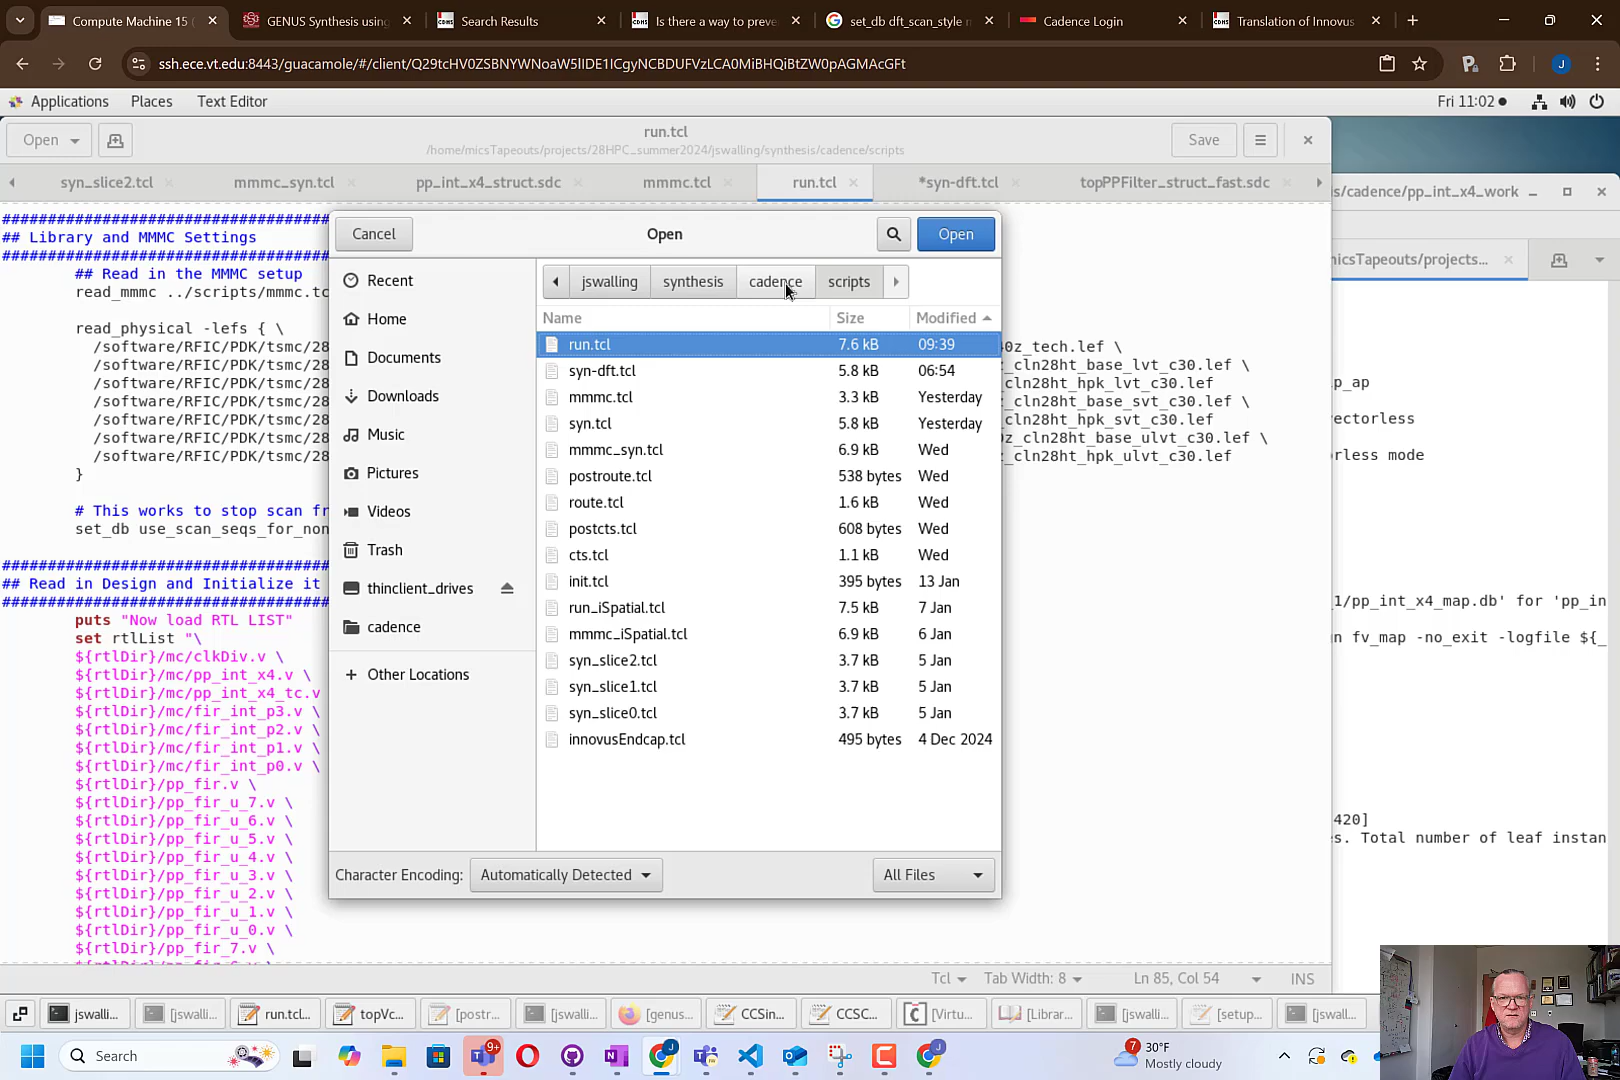 Compute Machine 15 (
GENUS Synthesis using
Search Results
Is there a way to preve
set_db dft_scan_style m
Cadence Login
Translation of Innovus
ssh.ece.vt.edu:8443/guacamole/#/client/Q29tcHV0ZSBNYWNoaW5lIDE1ICgyNCBDUFVzLCA0MiBHQiBtZW0pAGMAcGFt
Applications
Places
Text Editor
Fri 11:02
Open
run.tcl
/home/micsTapeouts/projects/28HPC_summer2024/jswalling/synthesis/cadence/scripts
Save
syn_slice2.tcl
mmmc_syn.tcl
pp_int_x4_struct.sdc
mmmc.tcl
run.tcl
*syn-dft.tcl
topPPFilter_struct_fast.sdc
s/cadence/pp_int_x4_work
micsTapeouts/projects...
########################################
## Library and MMMC Settings
########################################
## Read in the MMMC setup
read_mmmc ../scripts/mmmc.tc
read_physical -lefs { \
/software/RFIC/PDK/tsmc/28
/software/RFIC/PDK/tsmc/28
/software/RFIC/PDK/tsmc/28
/software/RFIC/PDK/tsmc/28
/software/RFIC/PDK/tsmc/28
/software/RFIC/PDK/tsmc/28
/software/RFIC/PDK/tsmc/28
}
# This works to stop scan fr
set_db use_scan_seqs_for_non
########################################
## Read in Design and Initialize it
########################################
puts "Now load RTL LIST"
set rtlList "\
${rtlDir}/mc/clkDiv.v \
${rtlDir}/mc/pp_int_x4.v \
${rtlDir}/mc/pp_int_x4_tc.v
${rtlDir}/mc/fir_int_p3.v \
${rtlDir}/mc/fir_int_p2.v \
${rtlDir}/mc/fir_int_p1.v \
${rtlDir}/mc/fir_int_p0.v \
${rtlDir}/pp_fir.v \
${rtlDir}/pp_fir_u_7.v \
${rtlDir}/pp_fir_u_6.v \
${rtlDir}/pp_fir_u_5.v \
${rtlDir}/pp_fir_u_4.v \
${rtlDir}/pp_fir_u_3.v \
${rtlDir}/pp_fir_u_2.v \
${rtlDir}/pp_fir_u_1.v \
${rtlDir}/pp_fir_u_0.v \
${rtlDir}/pp_fir_7.v \
Cancel
Open
Open
Recent
Home
Documents
Downloads
Music
Pictures
Videos
Trash
thinclient_drives
cadence
Other Locations
jswalling
synthesis
cadence
scripts
Name Size Modified
run.tcl 7.6 kB 09:39
syn-dft.tcl 5.8 kB 06:54
mmmc.tcl 3.3 kB Yesterday
syn.tcl 5.8 kB Yesterday
mmmc_syn.tcl 6.9 kB Wed
postroute.tcl 538 bytes Wed
route.tcl 1.6 kB Wed
postcts.tcl 608 bytes Wed
cts.tcl 1.1 kB Wed
init.tcl 395 bytes 13 Jan
run_iSpatial.tcl 7.5 kB 7 Jan
mmmc_iSpatial.tcl 6.9 kB 6 Jan
syn_slice2.tcl 3.7 kB 5 Jan
syn_slice1.tcl 3.7 kB 5 Jan
syn_slice0.tcl 3.7 kB 5 Jan
innovusEndcap.tcl 495 bytes 4 Dec 2024
Character Encoding:
Automatically Detected
All Files
0z_tech.lef \
z_cln28ht_base_lvt_c30.lef \
_cln28ht_hpk_lvt_c30.lef
z_cln28ht_base_svt_c30.lef \
_cln28ht_hpk_svt_c30.lef
0z_cln28ht_base_ulvt_c30.lef \
z_cln28ht_hpk_ulvt_c30.lef
p_ap
ectorless
rless mode
1/pp_int_x4_map.db' for 'pp_in
n fv_map -no_exit -logfile ${_
420]
s. Total number of leaf instan
Tcl
Tab Width: 8
Ln 85, Col 54
INS
jswalli...
[jswalli...
run.tcl...
topVc...
[postr...
[jswalli...
[genus...
CCSin...
CCSC...
[Virtu...
[Librar...
[jswalli...
[setup...
[jswall...
Search
9+
7
30°F
Mostly cloudy